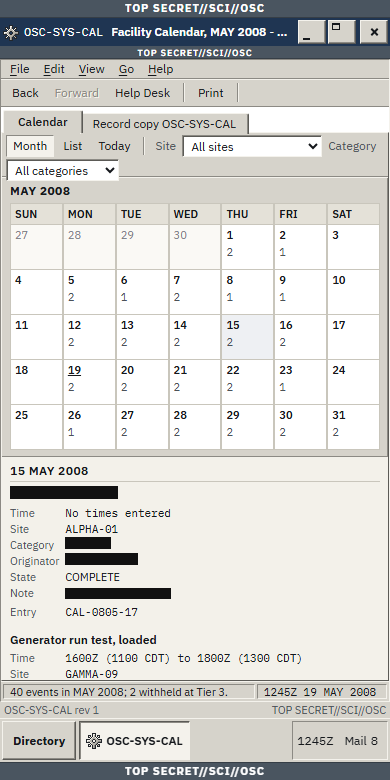 TOP SECRET//SCI//OSC
OSC-SYS-CAL Facility Calendar, MAY 2008 - ...
TOP SECRET//SCI//OSC
File Edit View Go Help
Back Forward Help Desk Print
Calendar Record copy OSC-SYS-CAL
Month List Today Site All sites Category
All categories
MAY 2008
SUN MON TUE WED THU FRI SAT
27 28 29 30 1 2 3
2 1
4 5 6 7 8 9 10
2 1 2 1 1
11 12 13 14 15 16 17
2 2 2 2 2
18 19 20 21 22 23 24
2 2 2 2 1
25 26 27 28 29 30 31
1 2 2 2 2 2
15 MAY 2008
Time No times entered
Site ALPHA-01
Category
Originator
State COMPLETE
Note
Entry CAL-0805-17
Generator run test, loaded
Time 1600Z (1100 CDT) to 1800Z (1300 CDT)
Site GAMMA-09
40 events in MAY 2008; 2 withheld at Tier 3. 1245Z 19 MAY 2008
OSC-SYS-CAL rev 1 TOP SECRET//SCI//OSC
Directory OSC-SYS-CAL 1245Z Mail 8
TOP SECRET//SCI//OSC